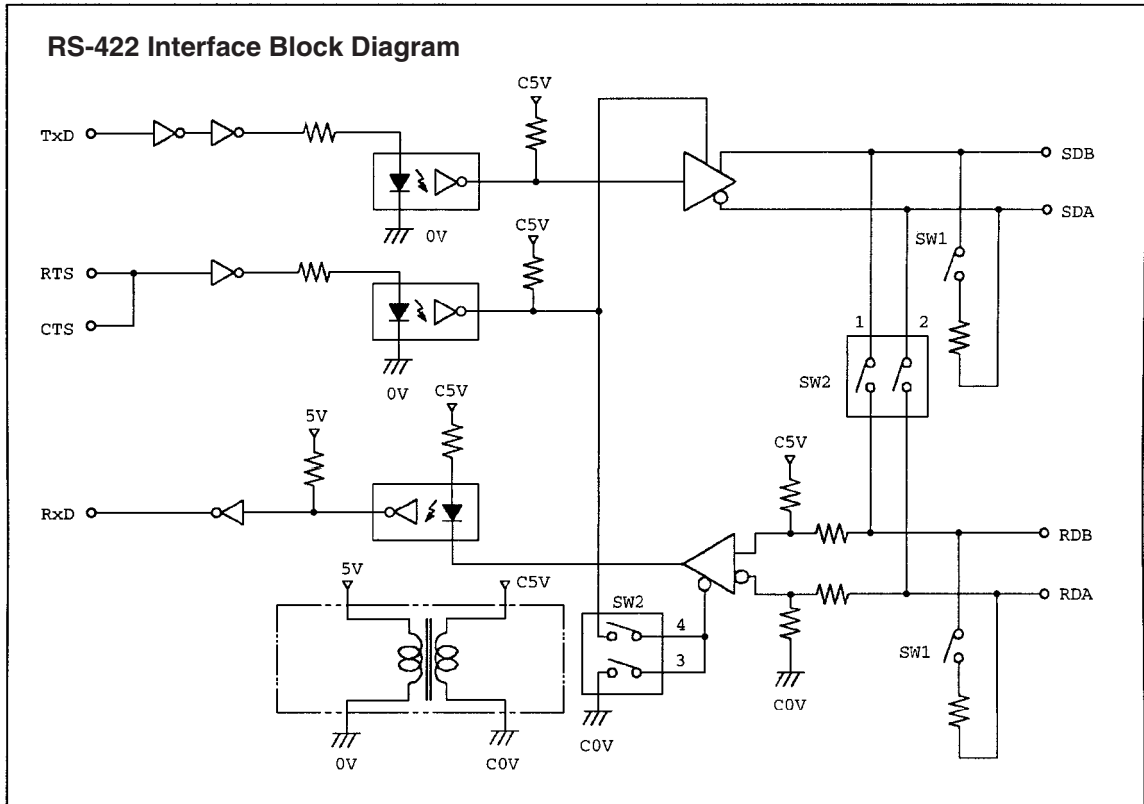 RS-422 Interface Block Diagram
C5V
TxD
SDB
0V
SDA
C5V
SW1
RTS
CTS
1 2
SW2
0V
C5V
5V
C5V
RxD
RDB
5V
C5V
SW2
RDA
4
3
SW1
C0V
C0V
0V
C0V